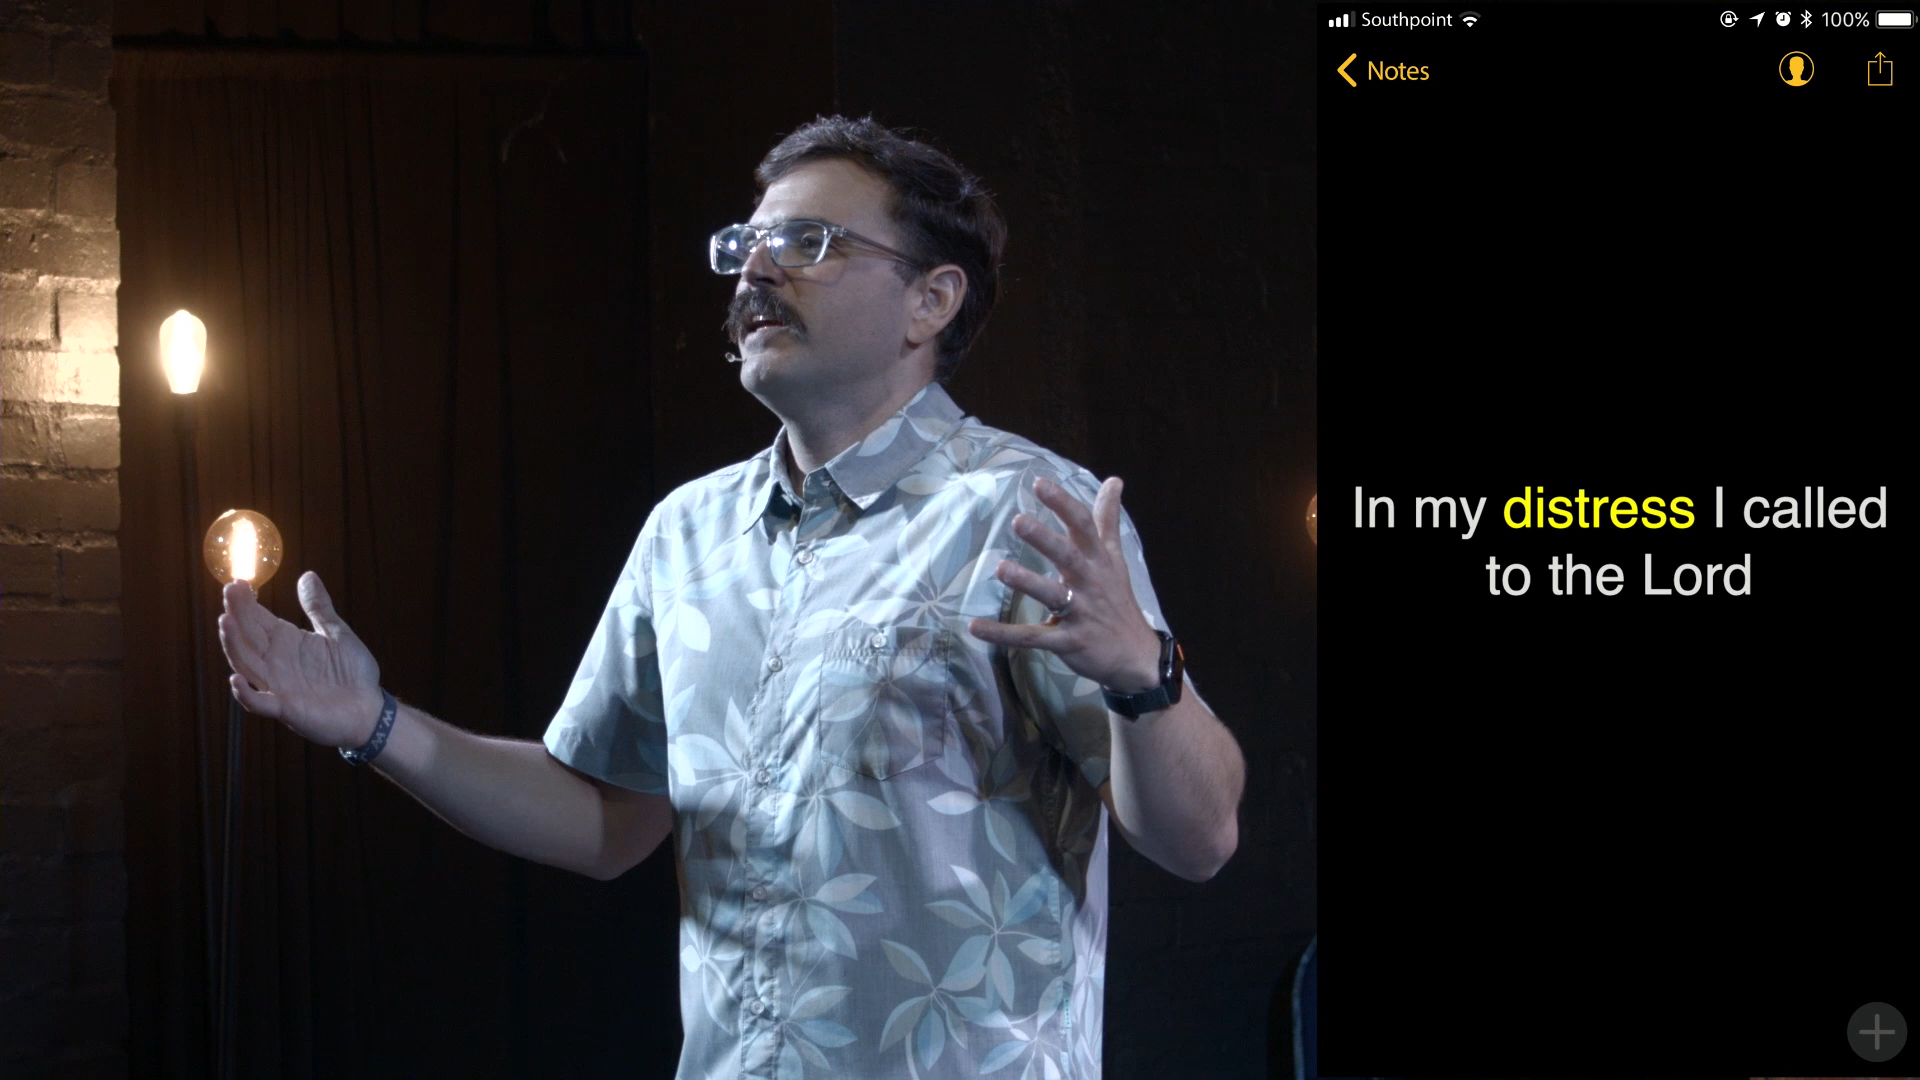 Southpoint
100%
Notes
In my distress I called
to the Lord